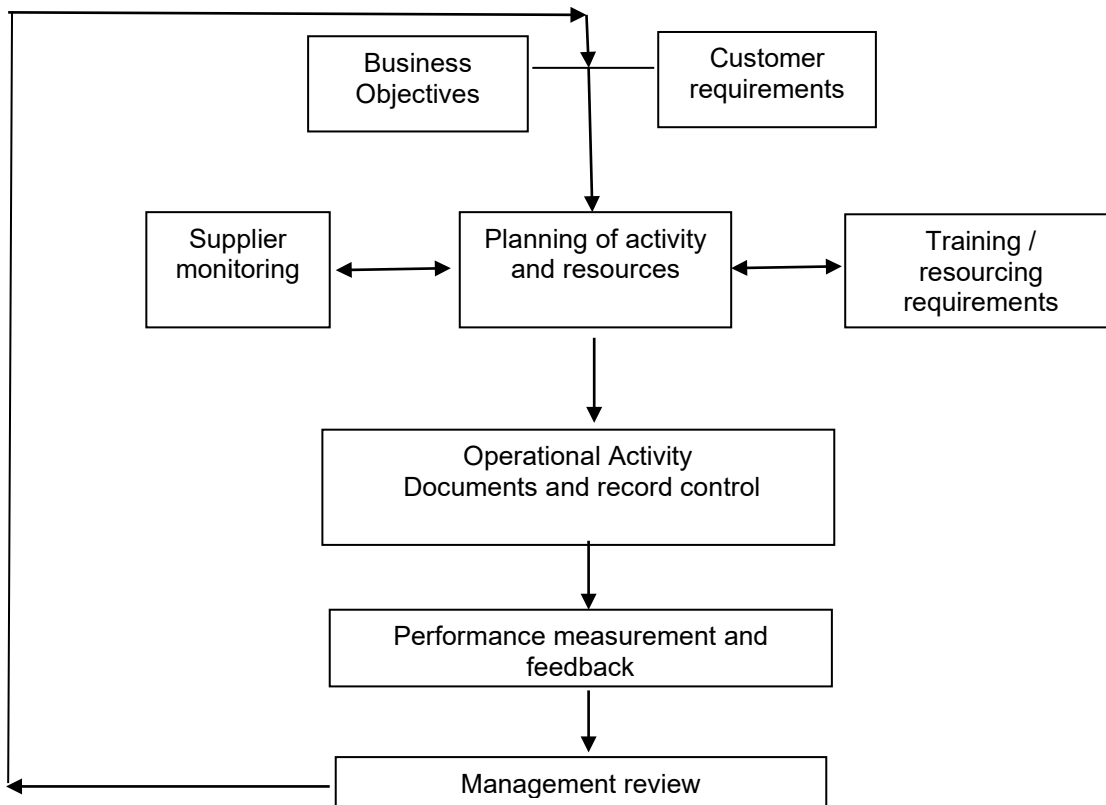 Business
Objectives
Customer
requirements
Supplier
monitoring
Planning of activity
and resources
Training /
resourcing
requirements
Operational Activity
Documents and record control
Performance measurement and
feedback
Management review